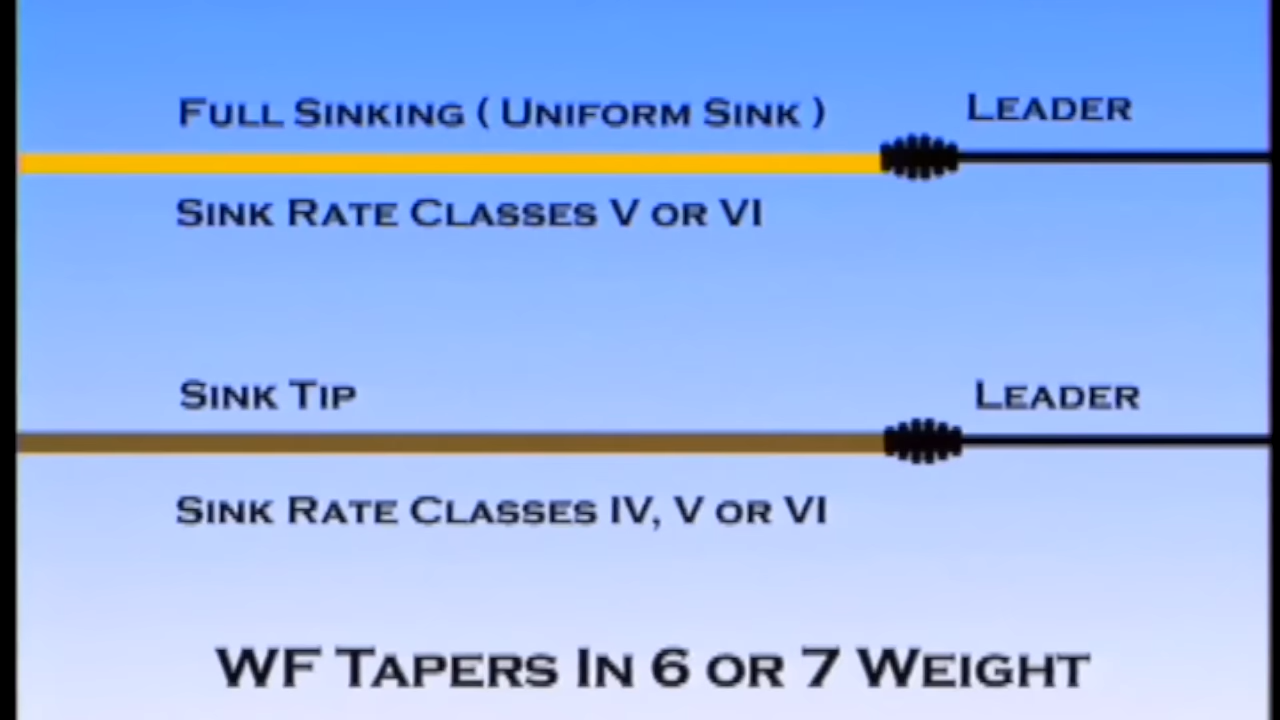 Full Sinking ( Uniform Sink )
Leader
Sink Rate Classes V or VI
Sink Tip
Leader
Sink Rate Classes IV, V or VI
WF Tapers In 6 or 7 Weight